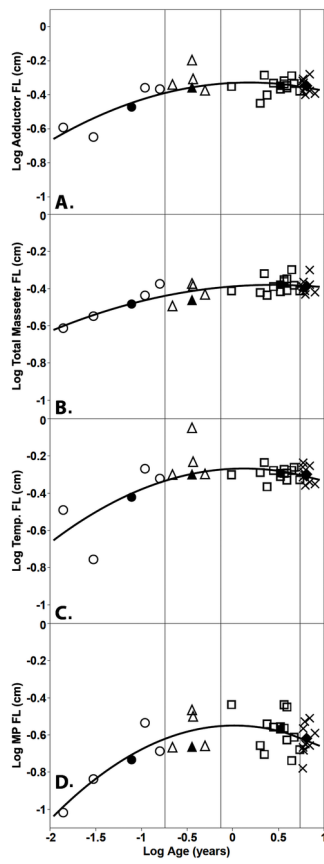 0
-0.2
-0.4
-0.6
-0.8
-1
Log Adductor FL (cm)
A.
0
-0.2
-0.4
-0.6
-0.8
-1
Log Total Masseter FL (cm)
B.
0
-0.2
-0.4
-0.6
-0.8
-1
Log Temp. FL (cm)
C.
0
-0.2
-0.4
-0.6
-0.8
-1
Log MP FL (cm)
D.
-2 -1.5 -1 -0.5 0 0.5 1
Log Age (years)